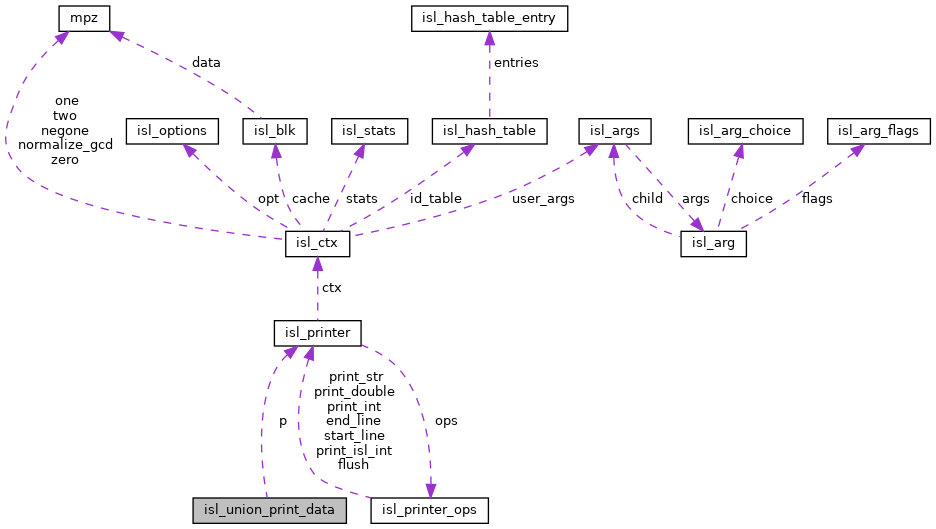 mpz
isl_hash_table_entry
data
entries
one
two
negone
normalize_gcd
zero
isl_options
isl_blk
isl_stats
isl_hash_table
isl_args
isl_arg_choice
isl_arg_flags
opt
cache
stats
id_table
user_args
child
args
choice
flags
isl_ctx
isl_arg
ctx
isl_printer
p
print_str
print_double
print_int
end_line
start_line
print_isl_int
flush
ops
isl_union_print_data
isl_printer_ops